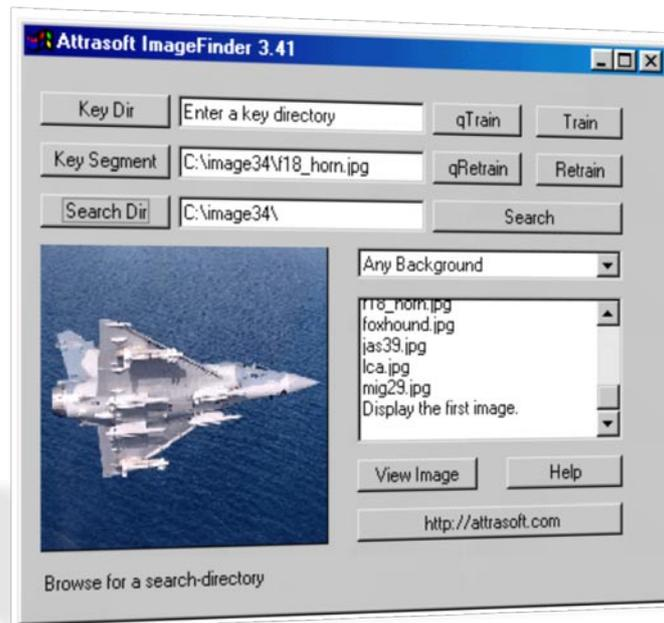 Attrasoft ImageFinder 3.41
Key Dir Enter a key directory qTrain Train
Key Segment C:\image34\f18_horn.jpg qRetrain Retrain
Search Dir C:\image34\ Search
Any Background
f18_horn.jpg
foxhound.jpg
jas39.jpg
lca.jpg
mig29.jpg
Display the first image.
View Image Help
http://attrasoft.com
Browse for a search-directory